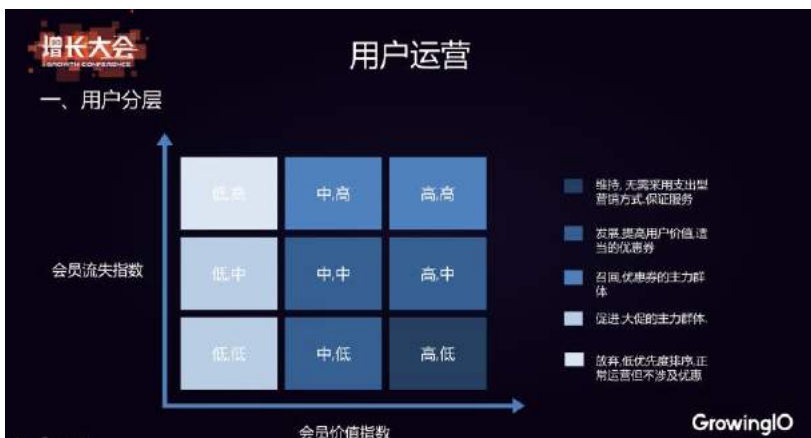 增长大会
GROWTH CONFERENCE
用户运营
一、用户分层
低,高
中,高
高,高
低,中
中,中
高,中
低,低
中,低
高,低
会员流失指数
会员价值指数
维持,无需采用支出型
营销方式,保证服务
发展,提高用户价值,适
当的优惠券
召回,优惠券的主力群
体
促进,大促的主力群体.
放弃,低优先度排序,正
常运营但不涉及优惠
GrowingIO